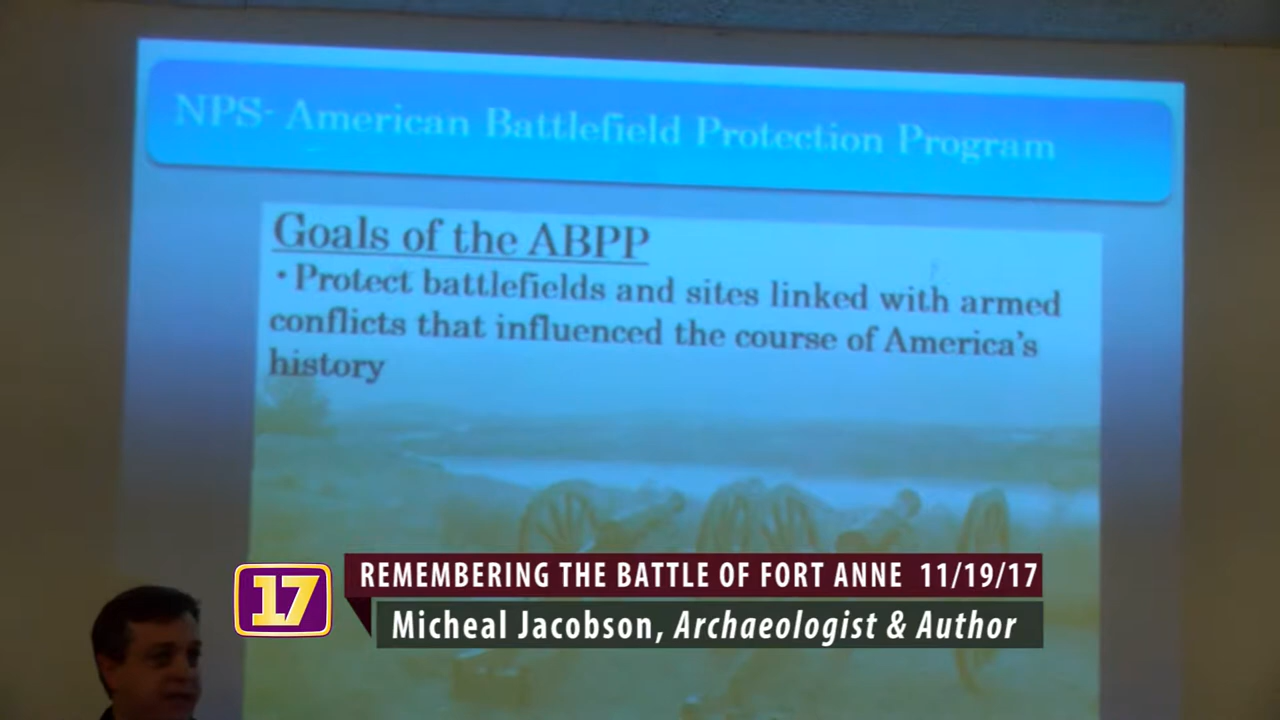 NPS- American Battlefield Protection Program
Goals of the ABPP
• Protect battlefields and sites linked with armed
conflicts that influenced the course of America's
history
17
REMEMBERING THE BATTLE OF FORT ANNE 11/19/17
Micheal Jacobson, Archaeologist & Author